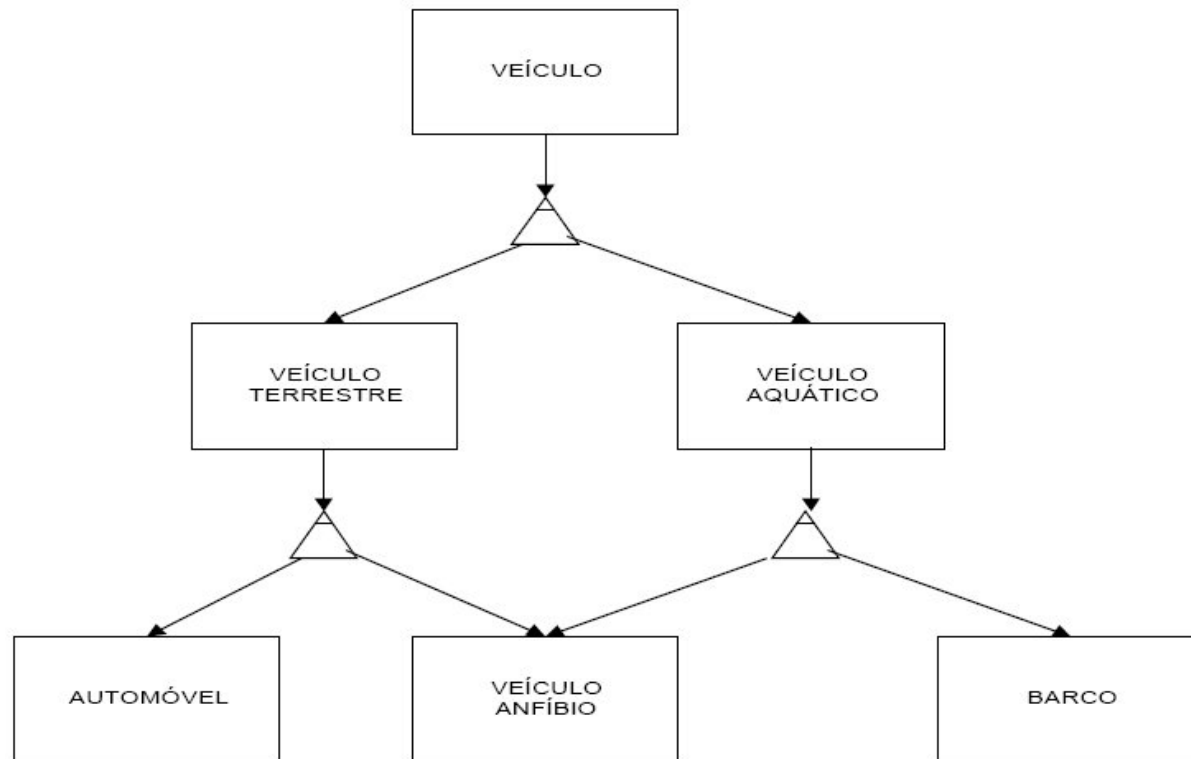 VEÍCULO
VEÍCULO
TERRESTRE
VEÍCULO
AQUÁTICO
AUTOMÓVEL
VEÍCULO
ANFÍBIO
BARCO